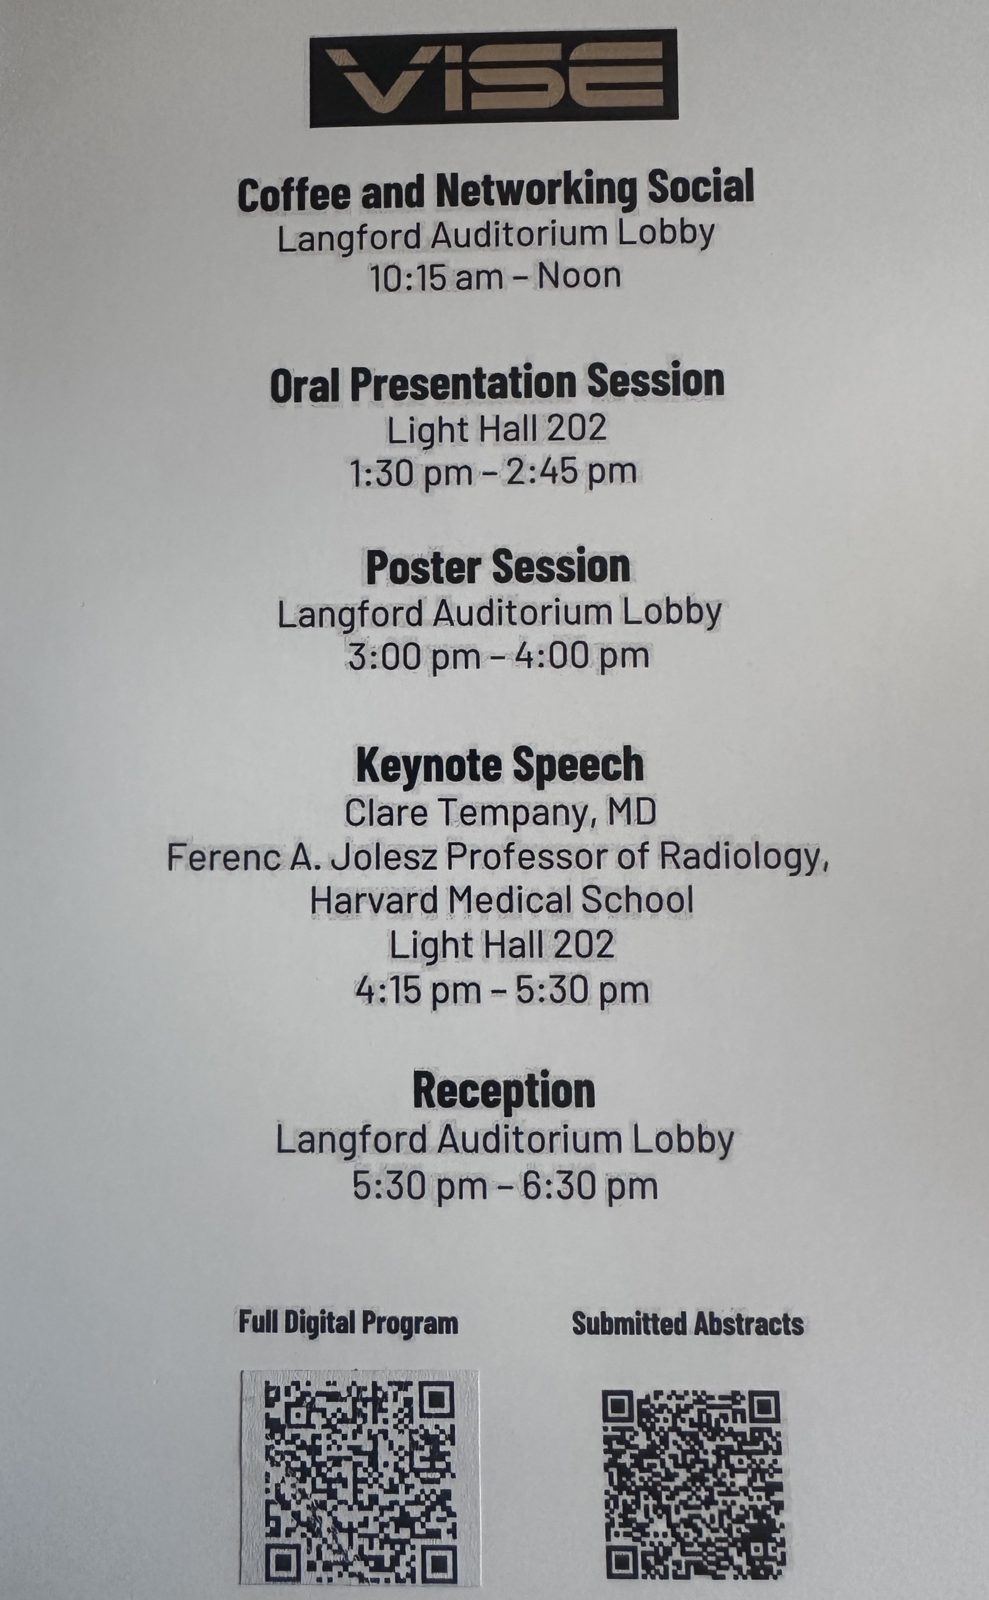 ViSE
Coffee and Networking Social
Langford Auditorium Lobby
10:15 am – Noon
Oral Presentation Session
Light Hall 202
1:30 pm – 2:45 pm
Poster Session
Langford Auditorium Lobby
3:00 pm – 4:00 pm
Keynote Speech
Clare Tempany, MD
Ferenc A. Jolesz Professor of Radiology,
Harvard Medical School
Light Hall 202
4:15 pm – 5:30 pm
Reception
Langford Auditorium Lobby
5:30 pm – 6:30 pm
Full Digital Program
Submitted Abstracts